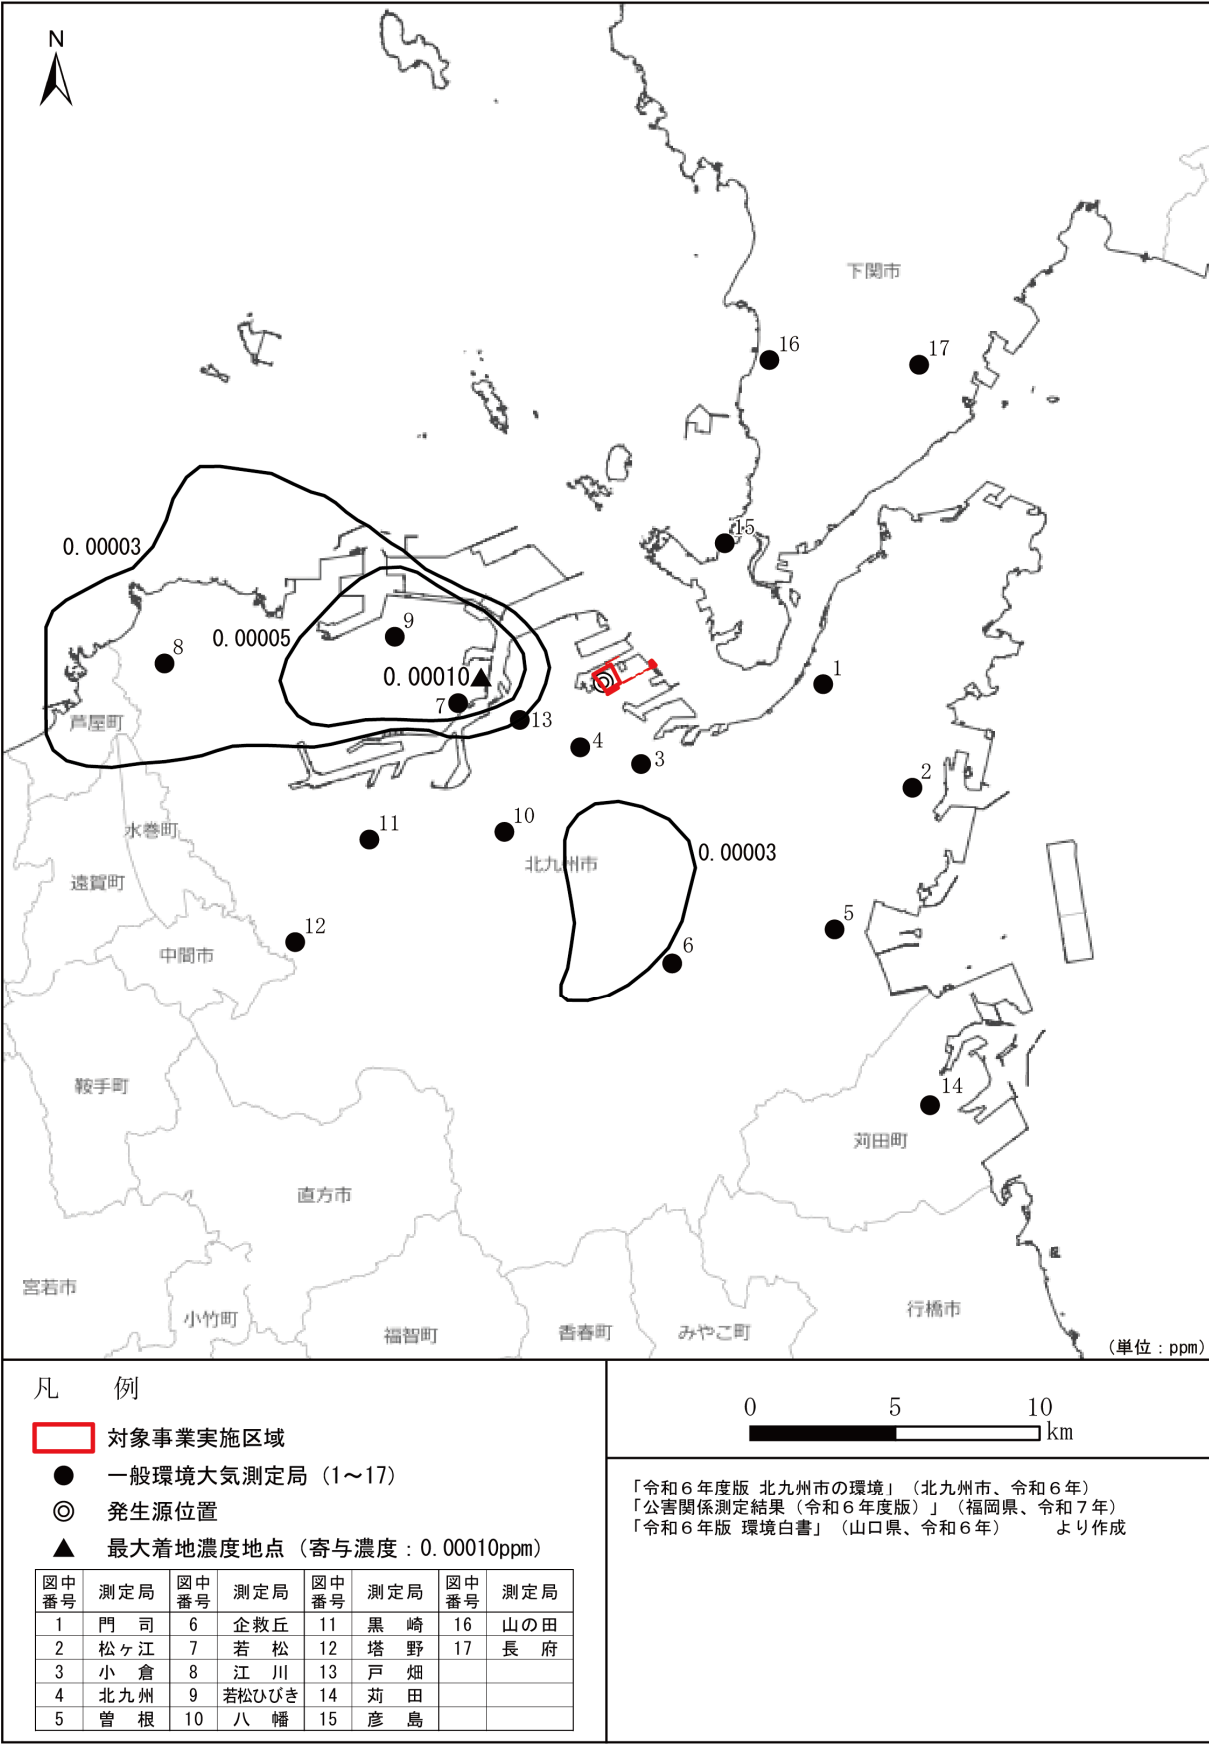 N
下関市
16
17
15
0.00003
0.00005
9
8
0.00010
7
13
1
芦屋町
4
3
2
水巻町
11
10
北九州市
0.00003
遠賀町
12
中間市
6
5
鞍手町
14
苅田町
直方市
宮若市
小竹町
福智町
香春町
みやこ町
行橋市
(単位:ppm)
凡 例
対象事業実施区域
一般環境大気測定局(1~17)
発生源位置
最大着地濃度地点(寄与濃度:0.00010ppm)
図中番号 測定局 図中番号 測定局 図中番号 測定局 図中番号 測定局
1 門 司 6 企救丘 11 黒 崎 16 山の田
2 松ヶ江 7 若 松 12 塔 野 17 長 府
3 小 倉 8 江 川 13 戸 畑
4 北九州 9 若松ひびき 14 苅 田
5 曽 根 10 八 幡 15 彦 島
0 5 10
km
「令和6年度版 北九州市の環境」(北九州市、令和6年)
「公害関係測定結果(令和6年度版)」(福岡県、令和7年)
「令和6年版 環境白書」(山口県、令和6年) より作成